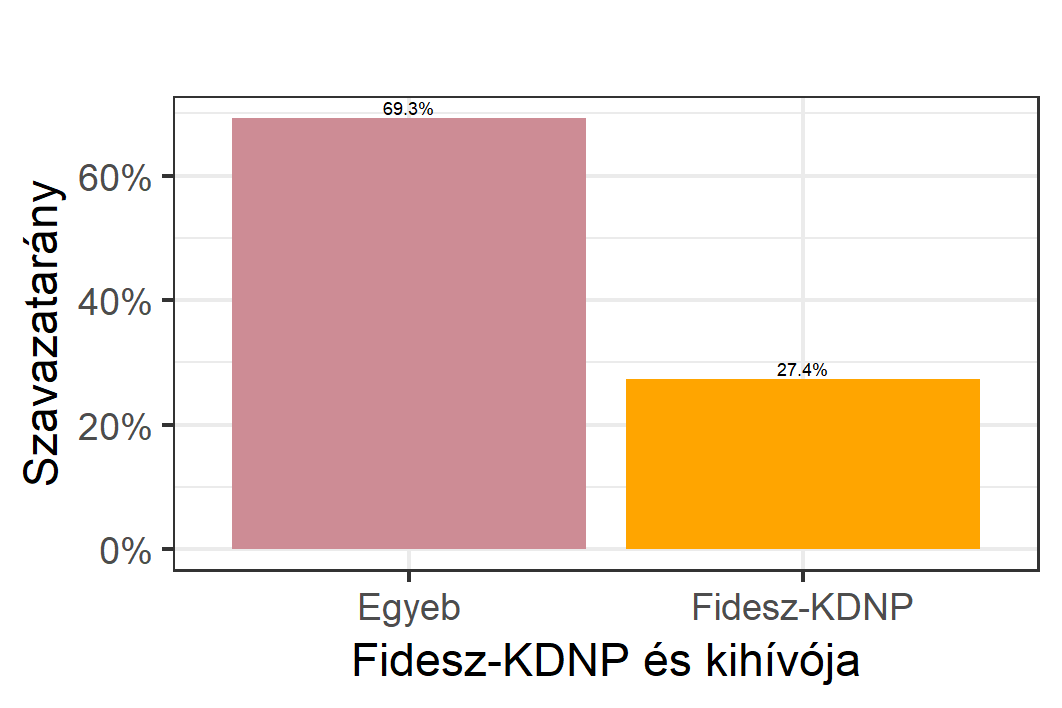 69.3%
60%
Szavazatarány
40%
27.4%
20%
0%
Egyeb
Fidesz-KDNP
Fidesz-KDNP és kihívója